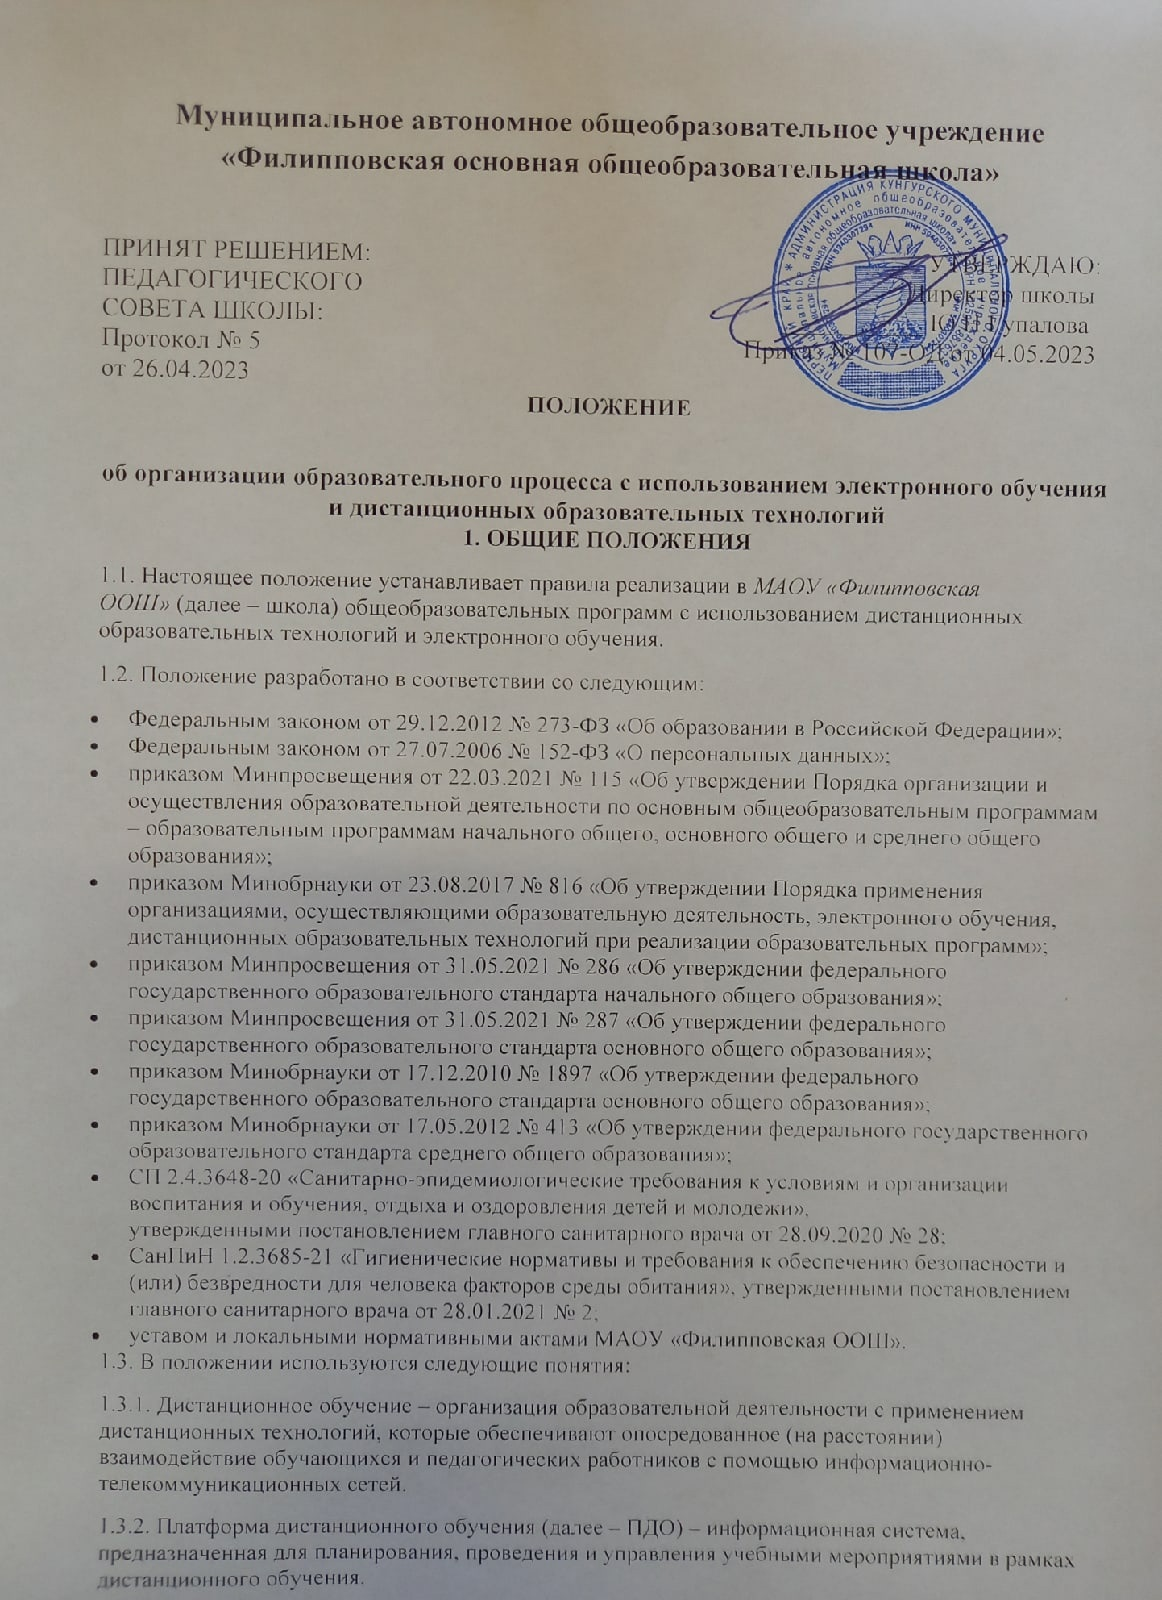 Муниципальное автономное общеобразовательное учреждение
«Филипповская основная общеобразовательная школа»
ПРИНЯТ РЕШЕНИЕМ:
ПЕДАГОГИЧЕСКОГО
СОВЕТА ШКОЛЫ:
Протокол № 5
от 26.04.2023
УТВЕРЖДАЮ:
Директор школы
Приказ № 107-ОД от 04.05.2023
ПОЛОЖЕНИЕ
об организации образовательного процесса с использованием электронного обучения
и дистанционных образовательных технологий
1. ОБЩИЕ ПОЛОЖЕНИЯ
1.1. Настоящее положение устанавливает правила реализации в МАОУ «Филипповская
ООШ» (далее – школа) общеобразовательных программ с использованием дистанционных
образовательных технологий и электронного обучения.
1.2. Положение разработано в соответствии со следующим:
• Федеральным законом от 29.12.2012 № 273-ФЗ «Об образовании в Российской Федерации»;
• Федеральным законом от 27.07.2006 № 152-ФЗ «О персональных данных»;
• приказом Минпросвещения от 22.03.2021 № 115 «Об утверждении Порядка организации и
осуществления образовательной деятельности по основным общеобразовательным программам
– образовательным программам начального общего, основного общего и среднего общего
образования»;
• приказом Минобрнауки от 23.08.2017 № 816 «Об утверждении Порядка применения
организациями, осуществляющими образовательную деятельность, электронного обучения,
дистанционных образовательных технологий при реализации образовательных программ»;
• приказом Минпросвещения от 31.05.2021 № 286 «Об утверждении федерального
государственного образовательного стандарта начального общего образования»;
• приказом Минпросвещения от 31.05.2021 № 287 «Об утверждении федерального
государственного образовательного стандарта основного общего образования»;
• приказом Минобрнауки от 17.12.2010 № 1897 «Об утверждении федерального
государственного образовательного стандарта основного общего образования»;
• приказом Минобрнауки от 17.05.2012 № 413 «Об утверждении федерального государственного
образовательного стандарта среднего общего образования»;
• СП 2.4.3648-20 «Санитарно-эпидемиологические требования к условиям и организации
воспитания и обучения, отдыха и оздоровления детей и молодежи»,
утвержденными постановлением главного санитарного врача от 28.09.2020 № 28;
• СанПиН 1.2.3685-21 «Гигиенические нормативы и требования к обеспечению безопасности и
(или) безвредности для человека факторов среды обитания», утвержденными постановлением
главного санитарного врача от 28.01.2021 № 2;
• уставом и локальными нормативными актами МАОУ «Филипповская ООШ».
1.3. В положении используются следующие понятия:
1.3.1. Дистанционное обучение – организация образовательной деятельности с применением
дистанционных технологий, которые обеспечивают опосредованное (на расстоянии)
взаимодействие обучающихся и педагогических работников с помощью информационно-
телекоммуникационных сетей.
1.3.2. Платформа дистанционного обучения (далее – ПДО) – информационная система,
предназначенная для планирования, проведения и управления учебными мероприятиями в рамках
дистанционного обучения.